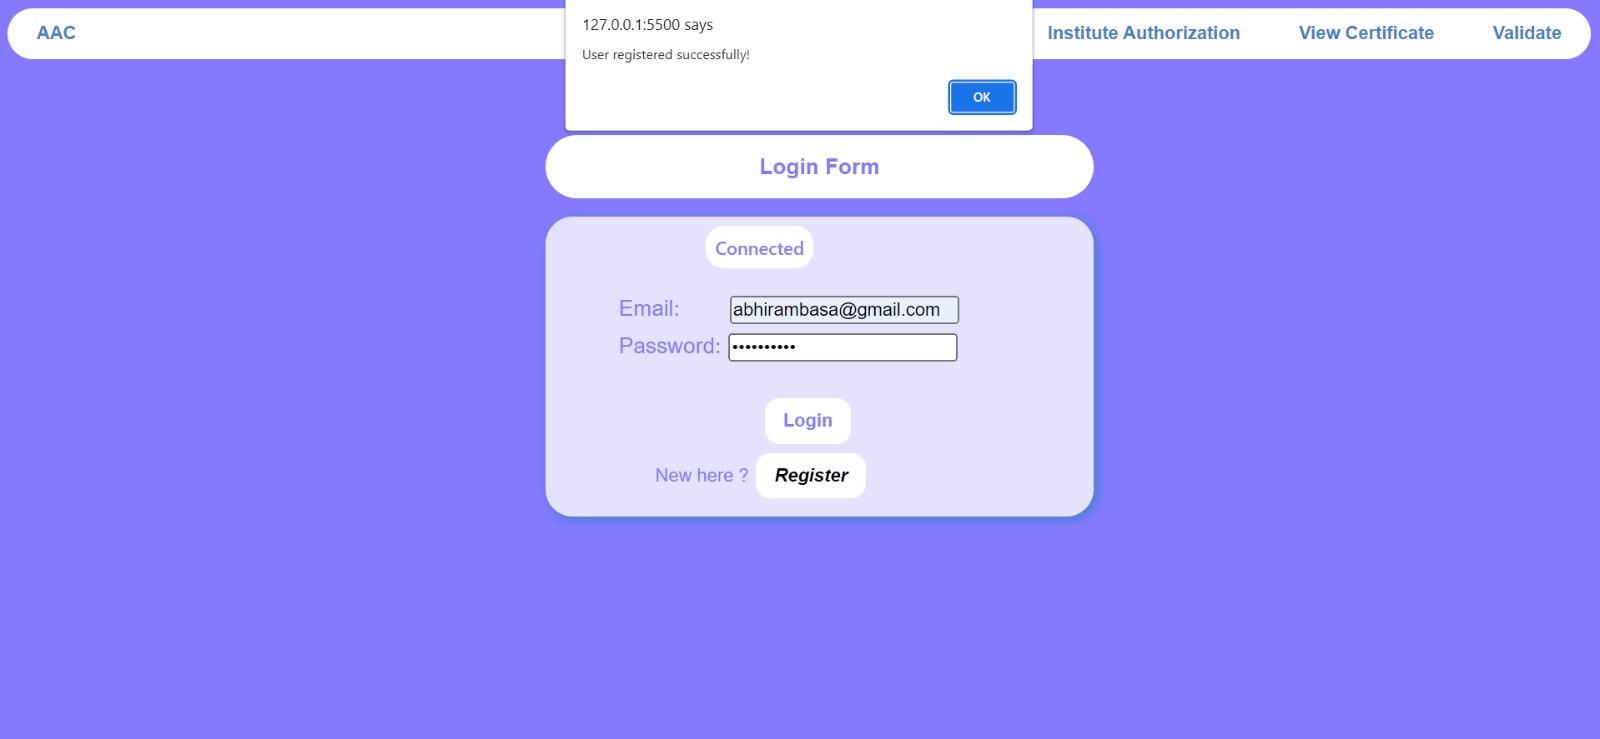 AAC
127.0.0.1:5500 says
User registered successfully!
OK
Institute Authorization
View Certificate
Validate
Login Form
Connected
Email: abhirambasa@gmail.com
Password: ••••••••••
Login
New here ? Register